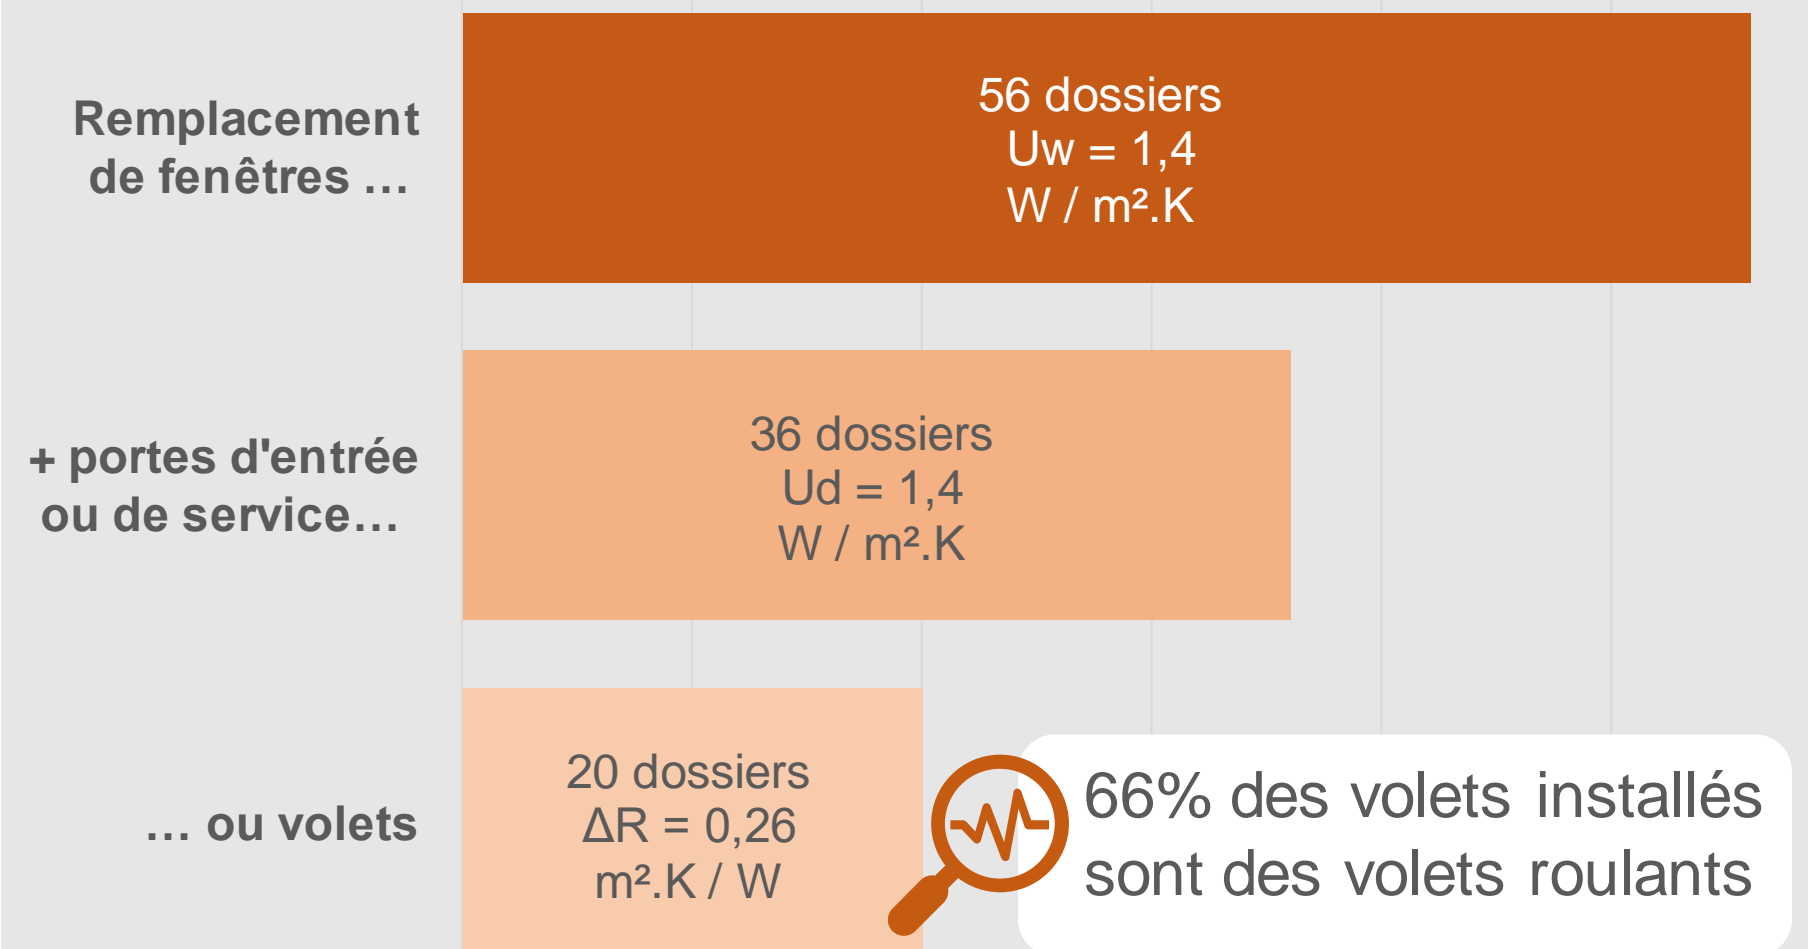 Remplacement
de fenêtres …
56 dossiers
Uw = 1,4
W / m².K
+ portes d'entrée
ou de service…
36 dossiers
Ud = 1,4
W / m².K
… ou volets
20 dossiers
ΔR = 0,26
m².K / W
66% des volets installés
sont des volets roulants